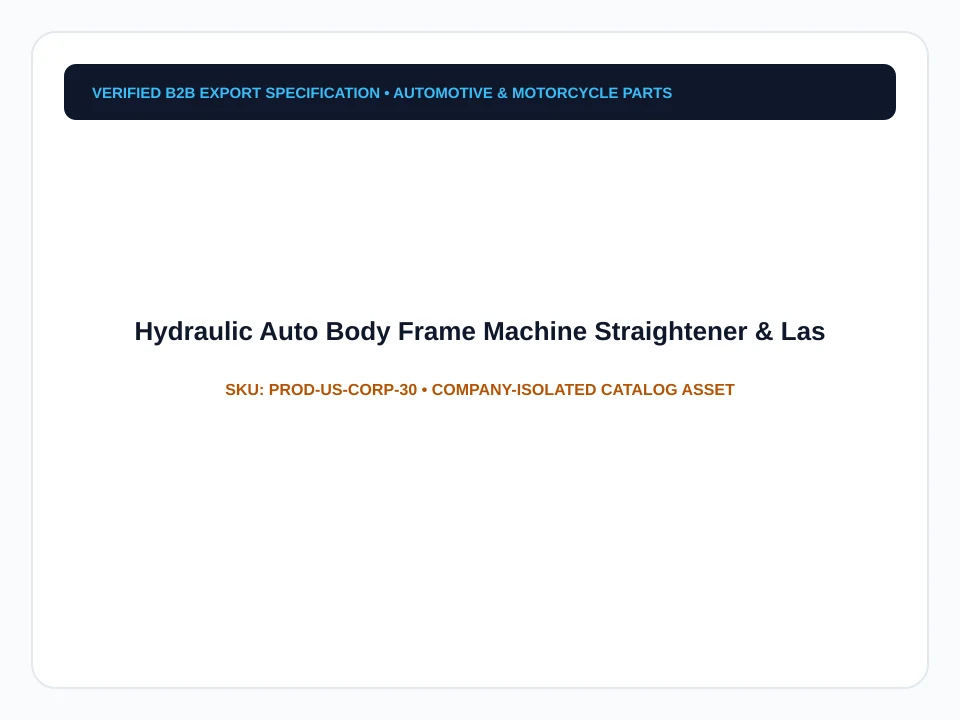 VERIFIED B2B EXPORT SPECIFICATION • AUTOMOTIVE & MOTORCYCLE PARTS
Hydraulic Auto Body Frame Machine Straightener & Las
SKU: PROD-US-CORP-30 • COMPANY-ISOLATED CATALOG ASSET